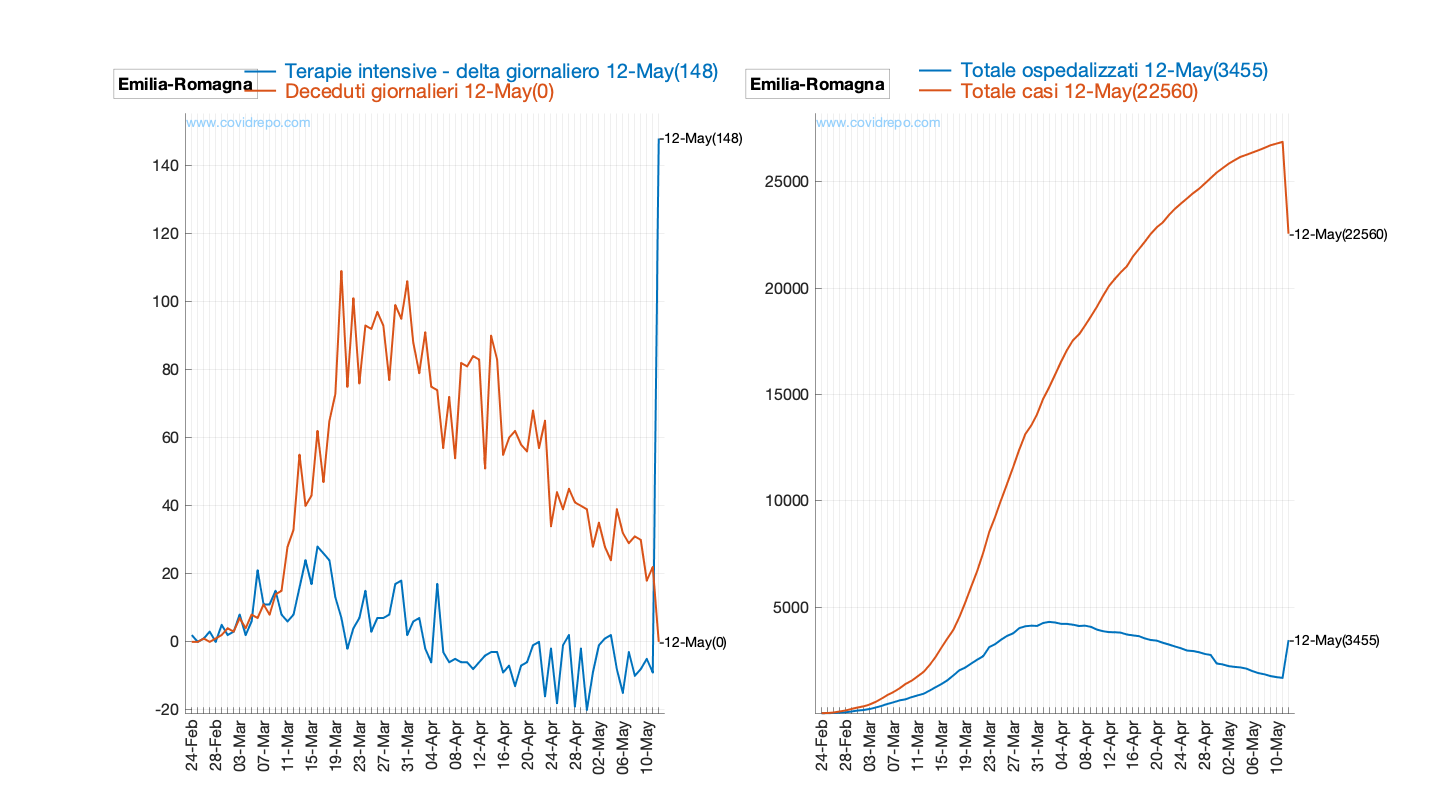 Emilia-Romagna
Terapie intensive - delta giornaliero 12-May(148)
Deceduti giornalieri 12-May(0)
www.covidrepo.com
12-May(148)
140
120
100
80
60
40
20
0
12-May(0)
-20
24-Feb
28-Feb
03-Mar
07-Mar
11-Mar
15-Mar
19-Mar
23-Mar
27-Mar
31-Mar
04-Apr
08-Apr
12-Apr
16-Apr
20-Apr
24-Apr
28-Apr
02-May
06-May
10-May
Emilia-Romagna
Totale ospedalizzati 12-May(3455)
Totale casi 12-May(22560)
www.covidrepo.com
25000
12-May(22560)
20000
15000
10000
5000
12-May(3455)
24-Feb
28-Feb
03-Mar
07-Mar
11-Mar
15-Mar
19-Mar
23-Mar
27-Mar
31-Mar
04-Apr
08-Apr
12-Apr
16-Apr
20-Apr
24-Apr
28-Apr
02-May
06-May
10-May